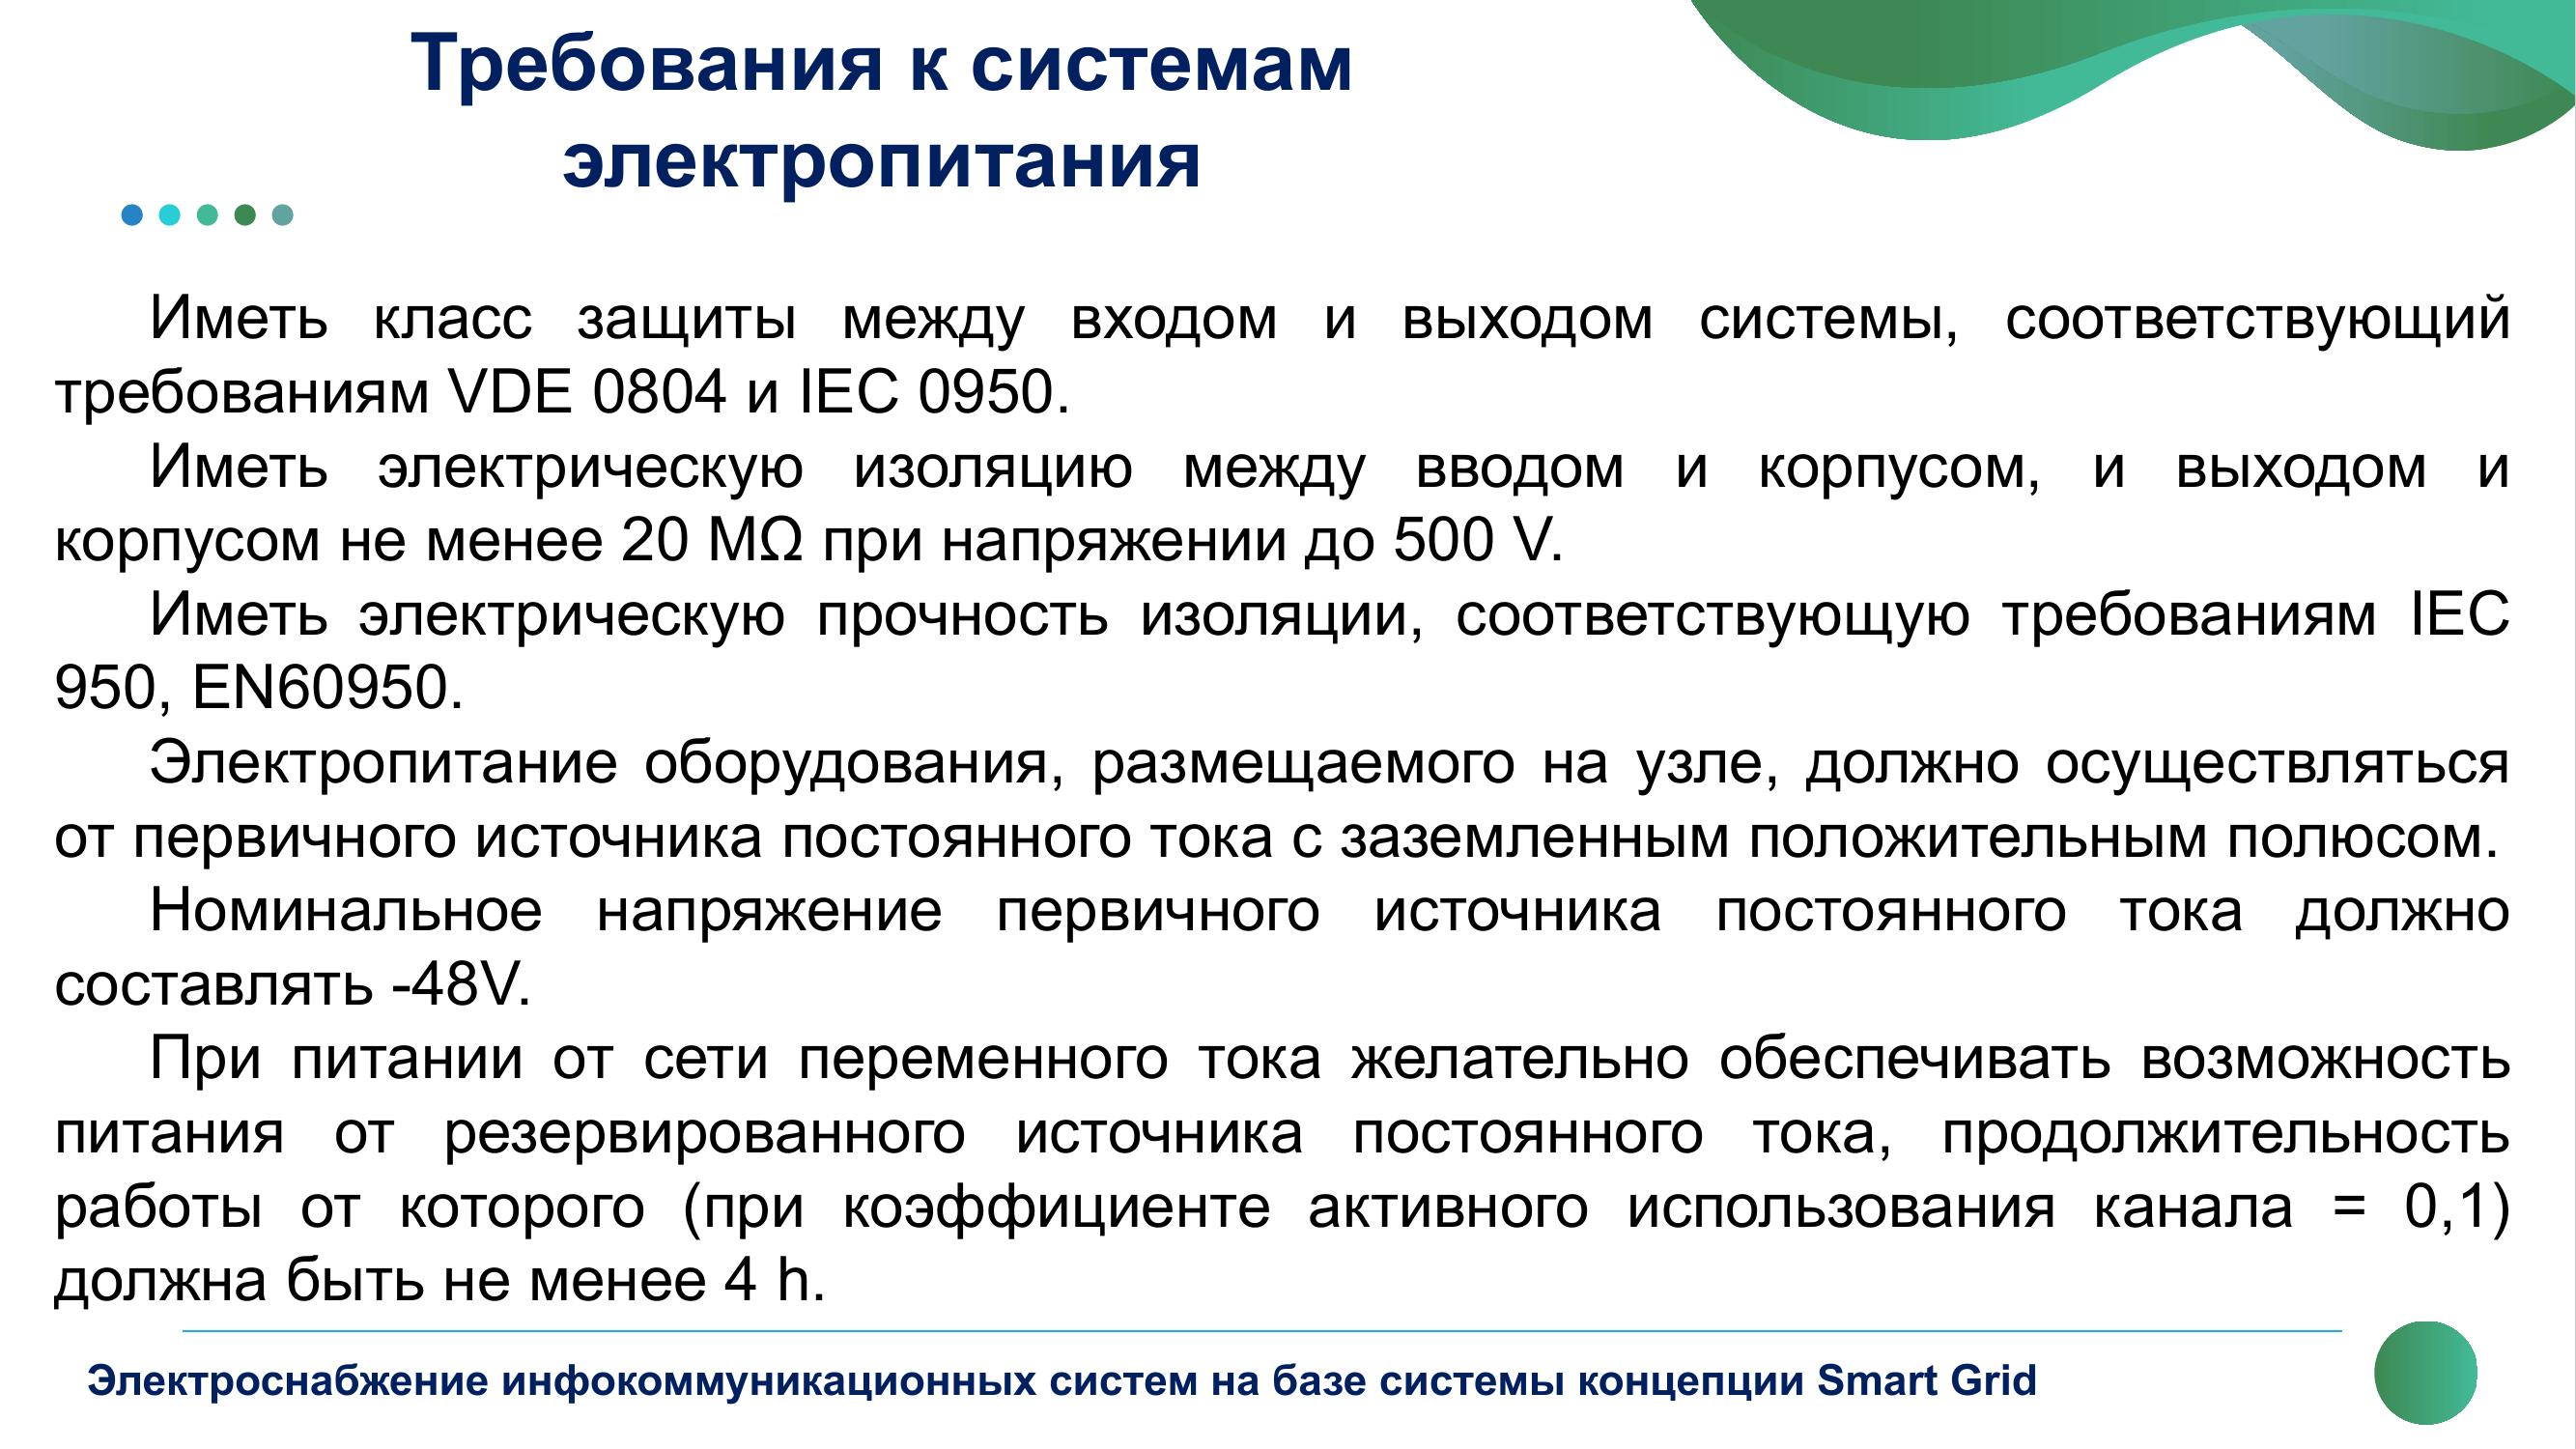 Требования к системам
электропитания
Иметь класс защиты между входом и выходом системы, соответствующий
требованиям VDE 0804 и IEC 0950.
Иметь электрическую изоляцию между вводом и корпусом, и выходом и
корпусом не менее 20 MΩ при напряжении до 500 V.
Иметь электрическую прочность изоляции, соответствующую требованиям IEC
950, EN60950.
Электропитание оборудования, размещаемого на узле, должно осуществляться
от первичного источника постоянного тока с заземленным положительным полюсом.
Номинальное напряжение первичного источника постоянного тока должно
составлять -48V.
При питании от сети переменного тока желательно обеспечивать возможность
питания от резервированного источника постоянного тока, продолжительность
работы от которого (при коэффициенте активного использования канала = 0,1)
должна быть не менее 4 h.
Электроснабжение инфокоммуникационных систем на базе системы концепции Smart Grid